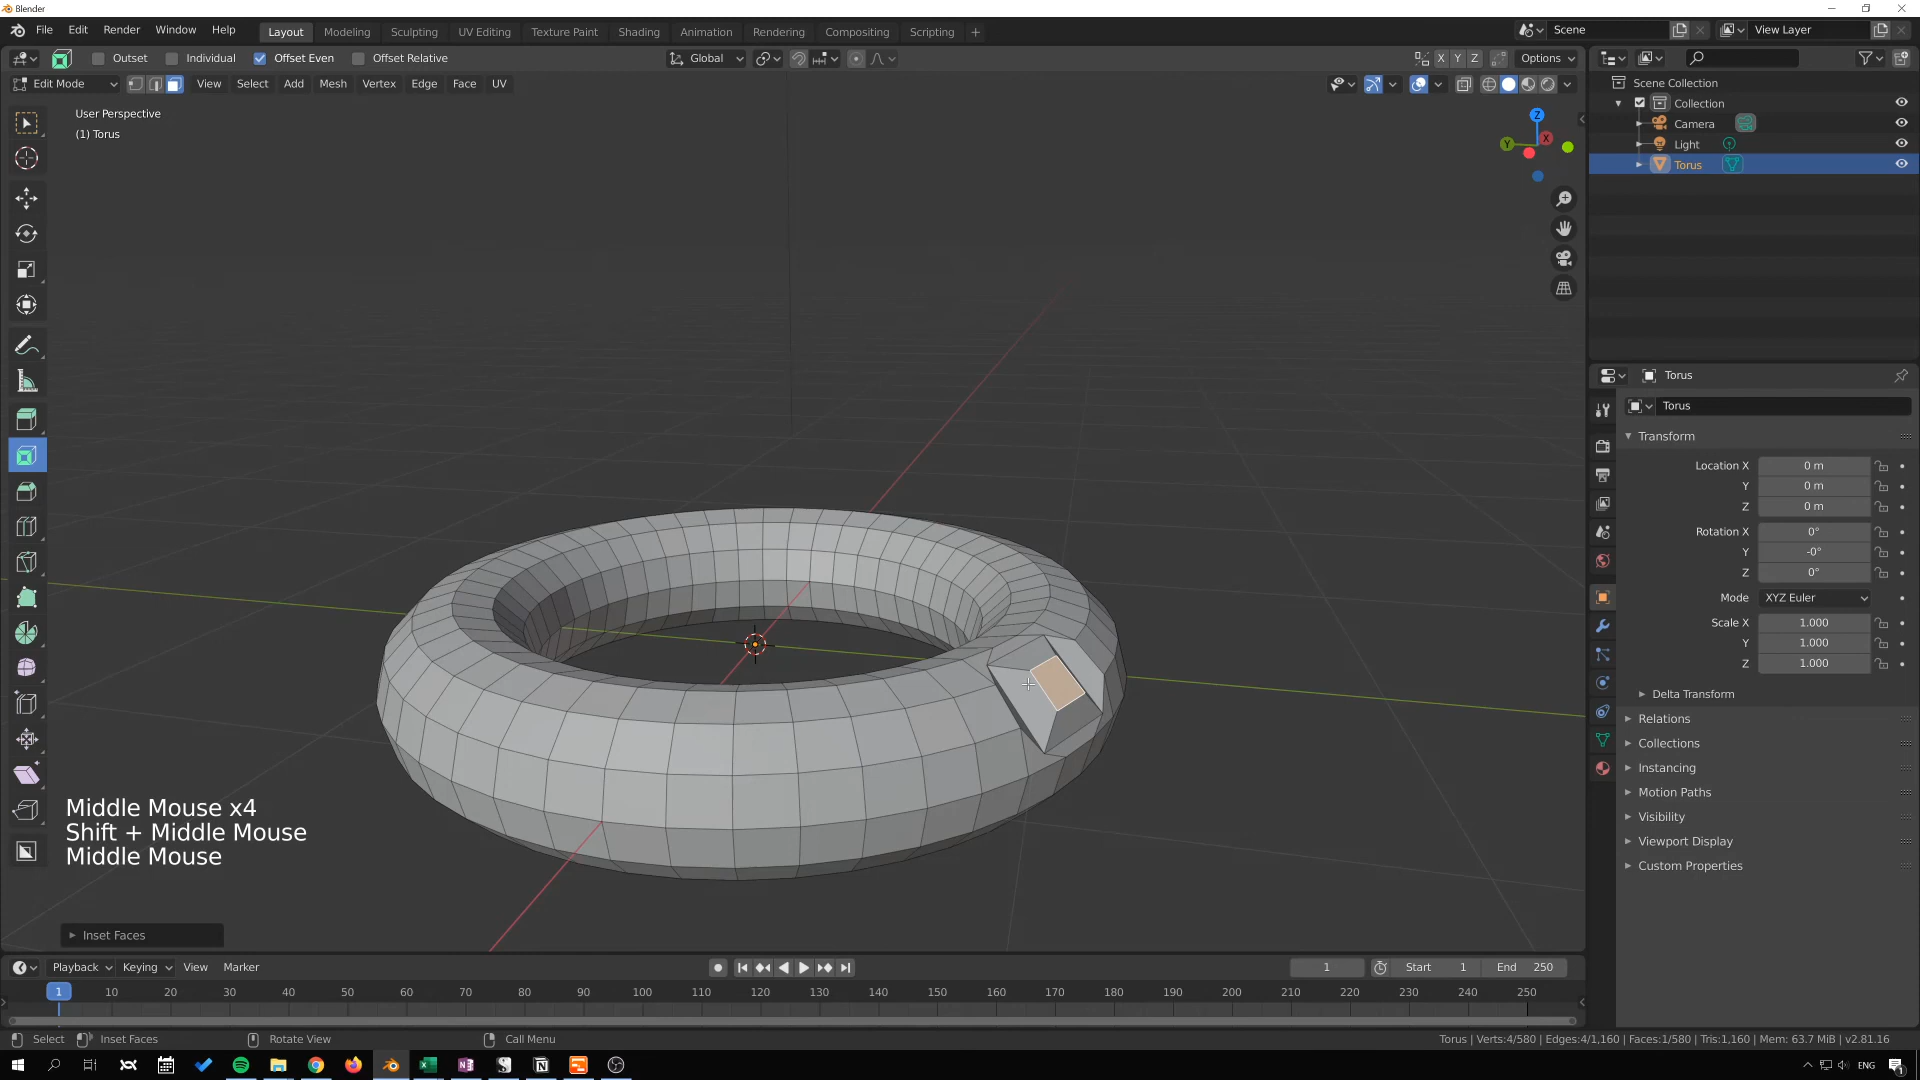 Blender
File Edit Render Window Help Layout Modeling Sculpting UV Editing Texture Paint Shading Animation Rendering Compositing Scripting + Scene View Layer
Outset Individual Offset Even Offset Relative Global X Y Z Options
Edit Mode View Select Add Mesh Vertex Edge Face UV
User Perspective
(1) Torus
Z
Y
X
Scene Collection
Collection
Camera
Light
Torus
Torus
Torus
Transform
Location X 0 m
Y 0 m
Z 0 m
Rotation X 0°
Y -0°
Z 0°
Mode XYZ Euler
Scale X 1.000
Y 1.000
Z 1.000
Delta Transform
Relations
Collections
Instancing
Motion Paths
Visibility
Viewport Display
Custom Properties
Middle Mouse x4
Shift + Middle Mouse
Middle Mouse
Inset Faces
Playback Keying View Marker 1 Start 1 End 250
1 10 20 30 40 50 60 70 80 90 100 110 120 130 140 150 160 170 180 190 200 210 220 230 240 250
Select Inset Faces Rotate View Call Menu Torus | Verts:4/580 | Edges:4/1,160 | Faces:1/580 | Tris:1,160 | Mem: 63.7 MiB | v2.81.16
ENG